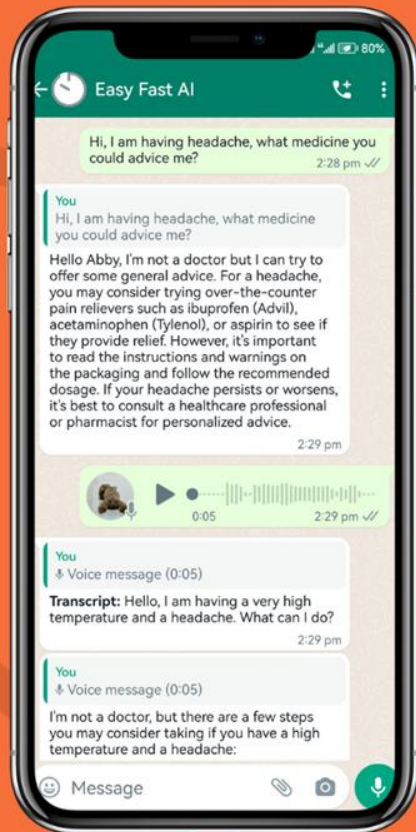 80%
Easy Fast AI
Hi, I am having headache, what medicine you
could advice me?
2:28 pm
You
Hi, I am having headache, what medicine
you could advice me?
Hello Abby, I'm not a doctor but I can try to
offer some general advice. For a headache,
you may consider trying over-the-counter
pain relievers such as ibuprofen (Advil),
acetaminophen (Tylenol), or aspirin to see if
they provide relief. However, it's important
to read the instructions and warnings on
the packaging and follow the recommended
dosage. If your headache persists or worsens,
it's best to consult a healthcare professional
or pharmacist for personalized advice.
2:29 pm
0:05
2:29 pm
You
Voice message (0:05)
Transcript: Hello, I am having a very high
temperature and a headache. What can I do?
2:29 pm
You
Voice message (0:05)
I'm not a doctor, but there are a few steps
you may consider taking if you have a high
temperature and a headache:
Message